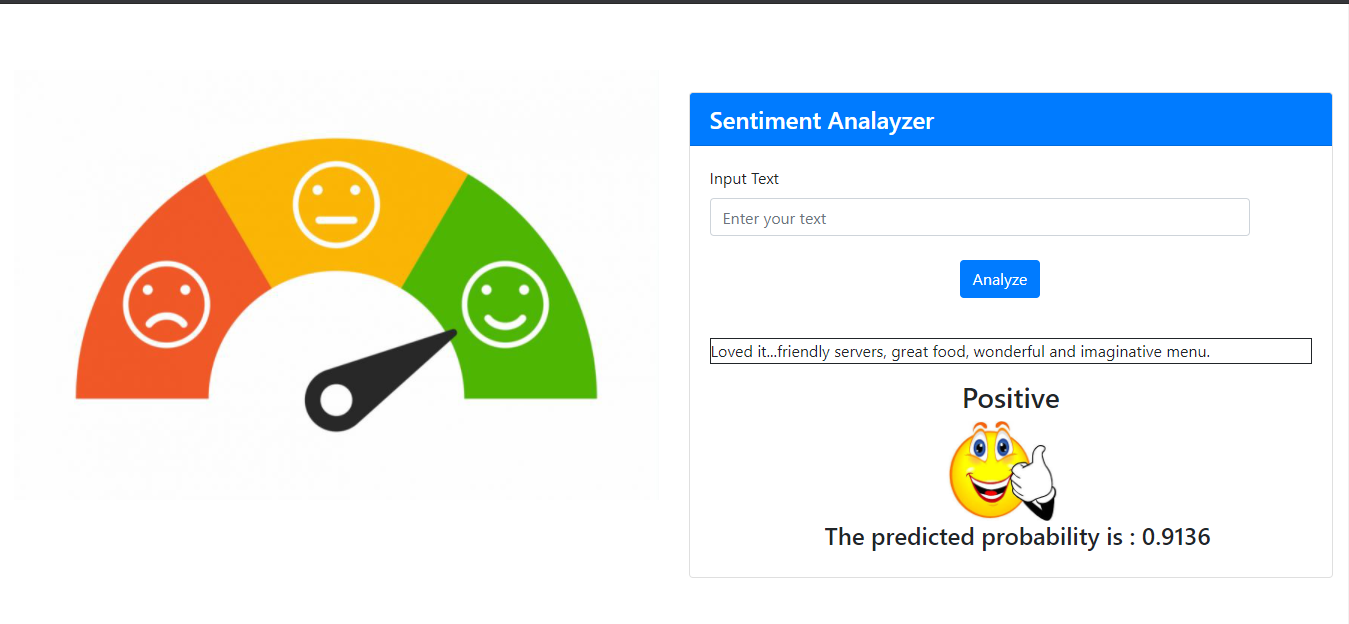 Sentiment Analayzer
Input Text
Enter your text
Analyze
Loved it...friendly servers, great food, wonderful and imaginative menu.
Positive
The predicted probability is : 0.9136